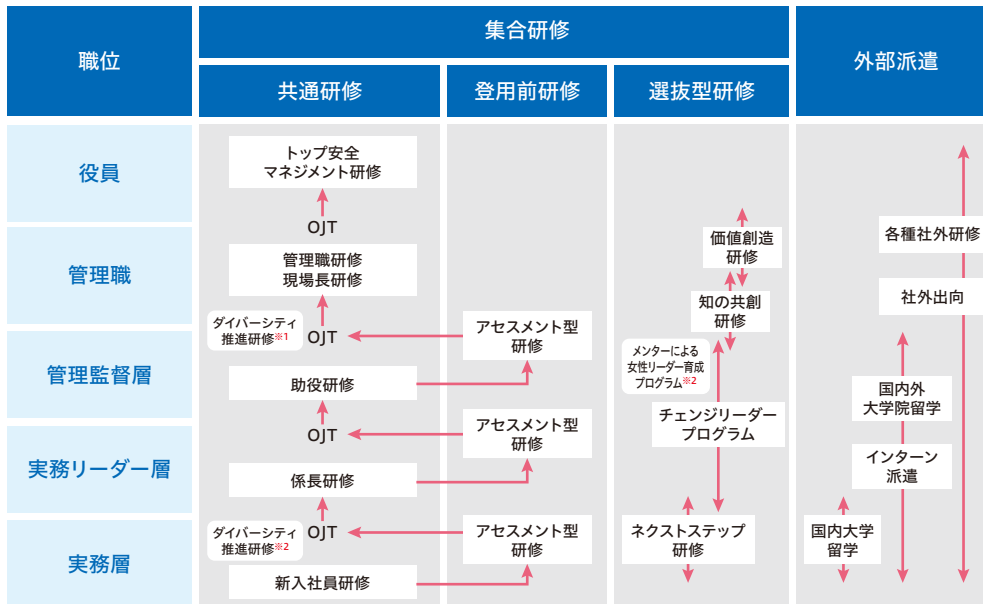 職位
集合研修
外部派遣
共通研修
登用前研修
選抜型研修
役員
トップ安全
マネジメント研修
OJT
管理職
管理職研修
現場長研修
価値創造
研修
各種社外研修
知の共創
研修
社外出向
ダイバーシティ
推進研修※1
OJT
アセスメント型
研修
管理監督層
助役研修
メンターによる
女性リーダー育成
プログラム※2
国内外
大学院留学
チェンジリーダー
プログラム
OJT
アセスメント型
研修
実務リーダー層
係長研修
インターン
派遣
ダイバーシティ
推進研修※2
OJT
アセスメント型
研修
ネクストステップ
研修
国内大学
留学
実務層
新入社員研修